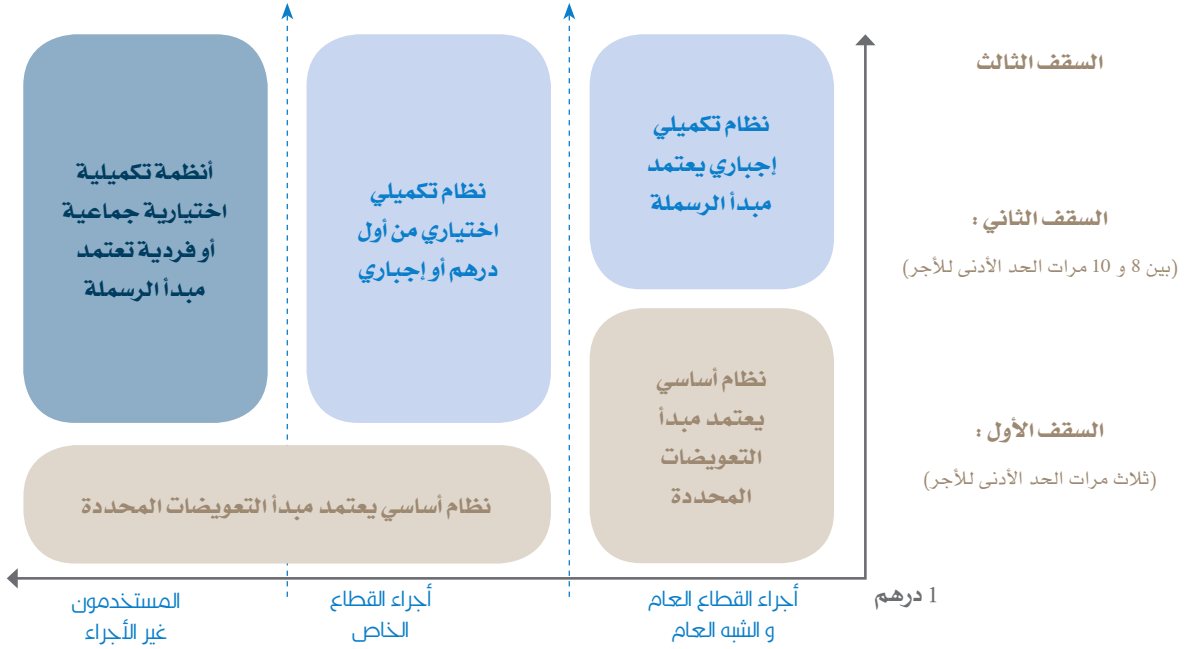 السقف الثالث
السقف الثاني :
(بين 8 و 10 مرات الحد الأدنى للأجر)
السقف الأول :
(ثلاث مرات الحد الأدنى للأجر)
1 درهم
نظام تكميلي
إجباري يعتمد
مبدأ الرسملة
نظام أساسي
يعتمد مبدأ
التعويضات
المحددة
نظام تكميلي
اختياري من أول
درهم أو إجباري
أنظمة تكميلية
اختيارية جماعية
أو فردية تعتمد
مبدأ الرسملة
نظام أساسي يعتمد مبدأ التعويضات المحددة
أجراء القطاع العام
و الشبه العام
أجراء القطاع
الخاص
المستخدمون
غير الأجراء